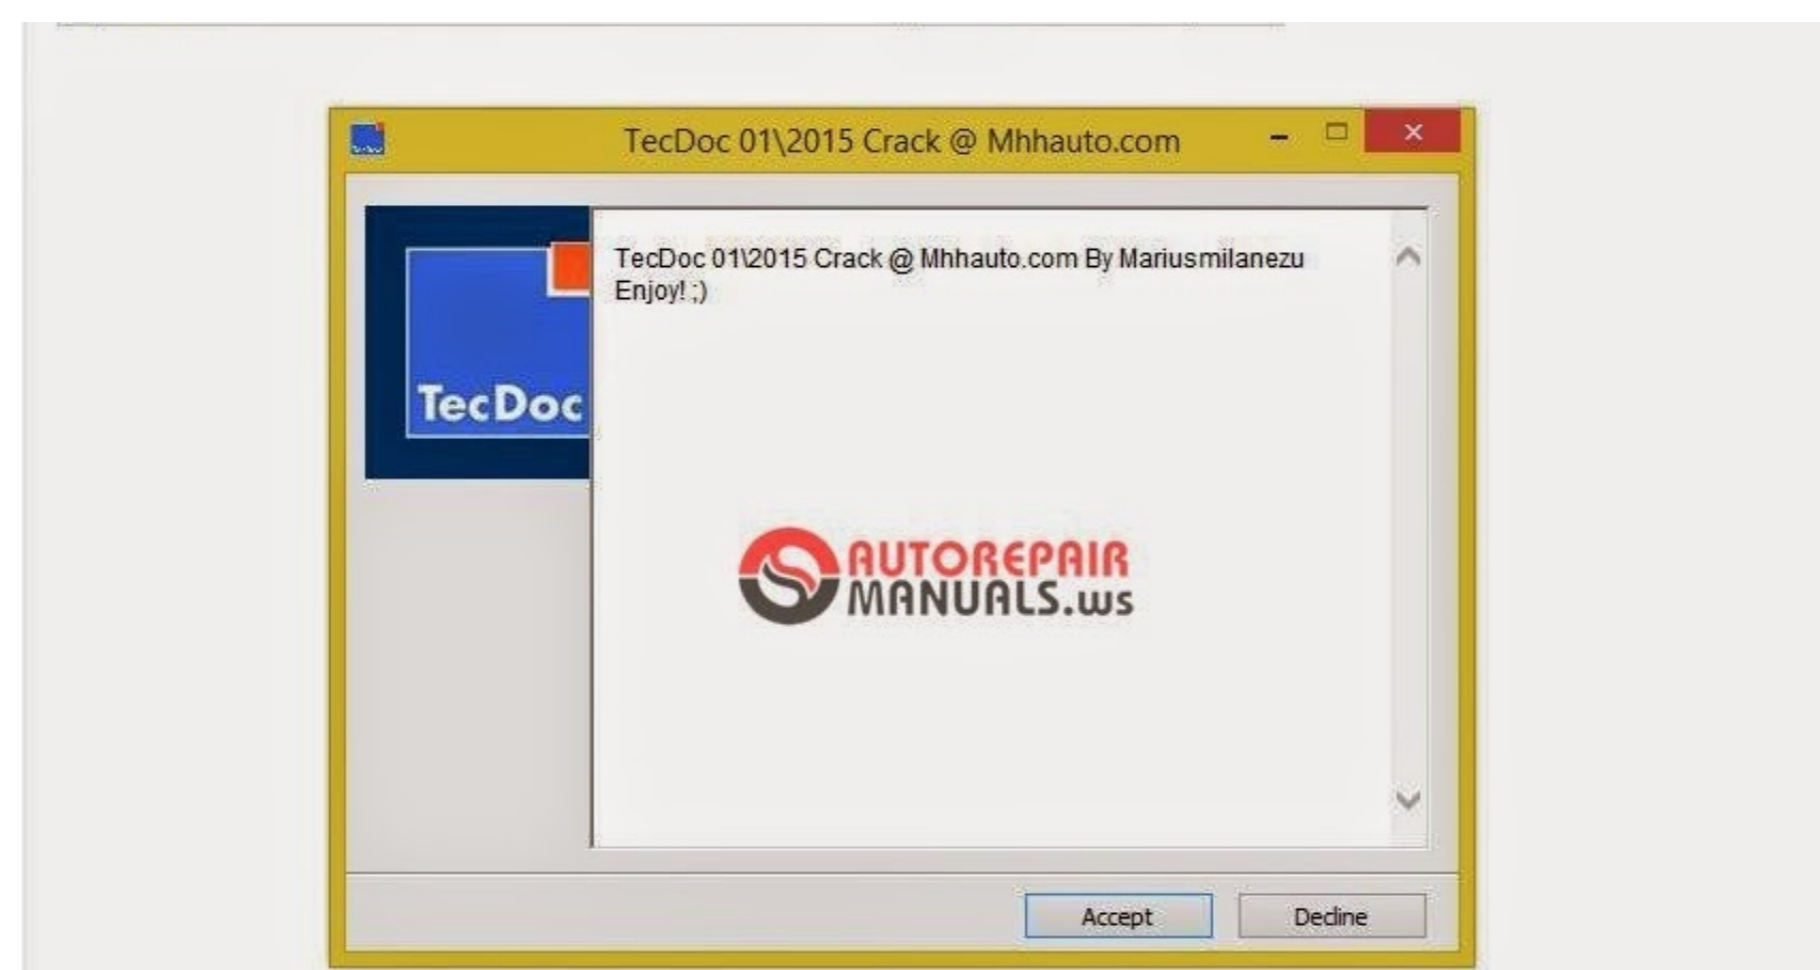 TecDoc 01\2015 Crack @ Mhhauto.com
TecDoc
TecDoc 01\2015 Crack @ Mhhauto.com By Mariusmilanezu
Enjoy! ;)
AUTOREPAIR
MANUALS.ws
Accept
Decline